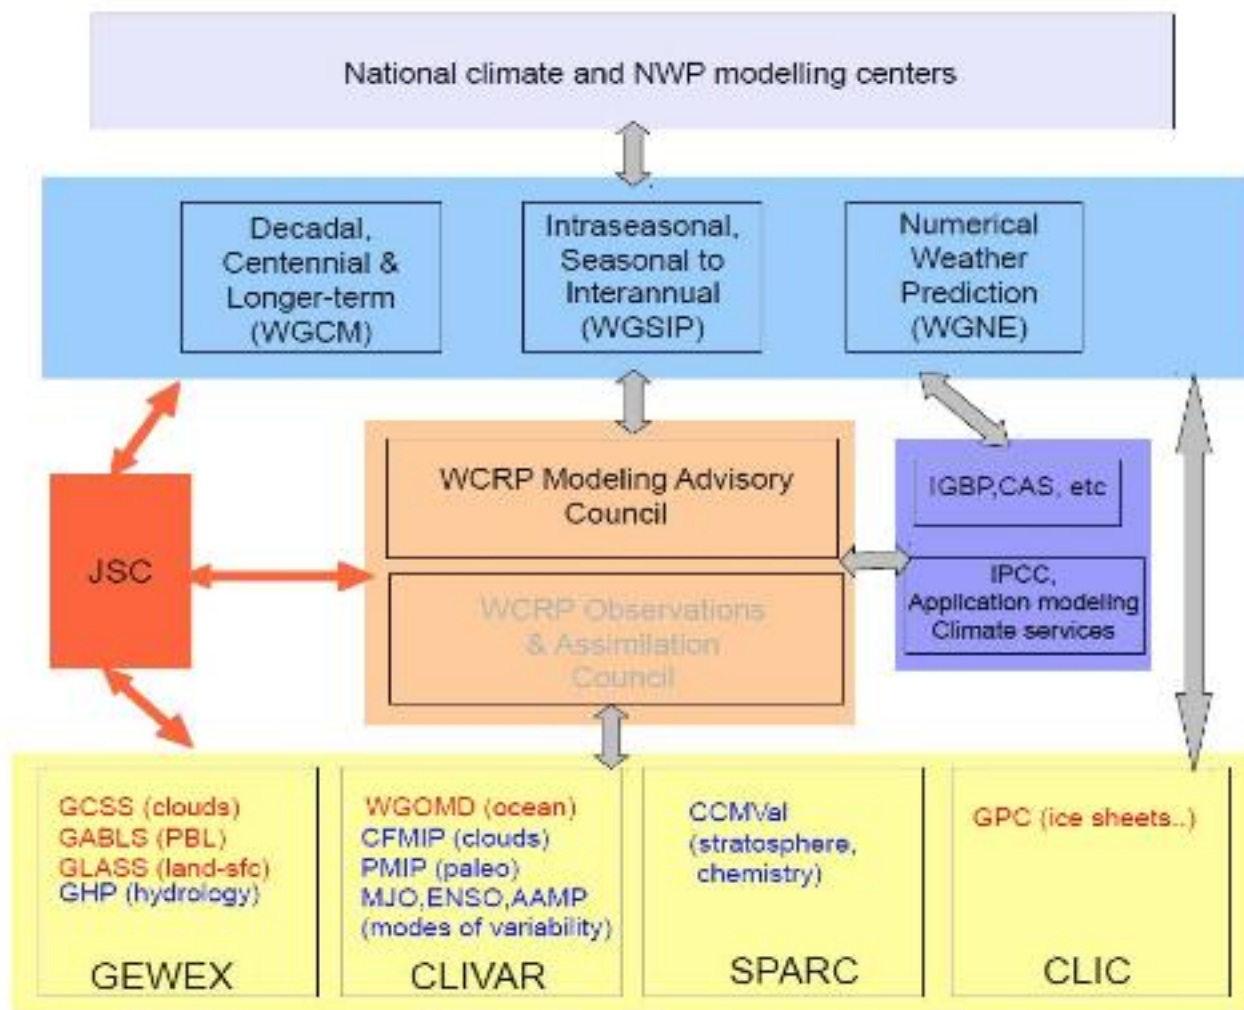 National climate and NWP modelling centers
Decadal,
Centennial &
Longer-term
(WGCM)
Intraseasonal,
Seasonal to
Interannual
(WGSIP)
Numerical
Weather
Prediction
(WGNE)
JSC
WCRP Modeling Advisory
Council
WCRP Observations
& Assimilation
Council
IGBP,CAS, etc
IPCC,
Application modeling
Climate services
GCSS (clouds)
GABLS (PBL)
GLASS (land-sfc)
GHP (hydrology)
GEWEX
WGOMD (ocean)
CFMIP (clouds)
PMIP (paleo)
MJO,ENSO,AAMP
(modes of variability)
CLIVAR
CCMVal
(stratosphere,
chemistry)
SPARC
GPC (ice sheets..)
CLIC